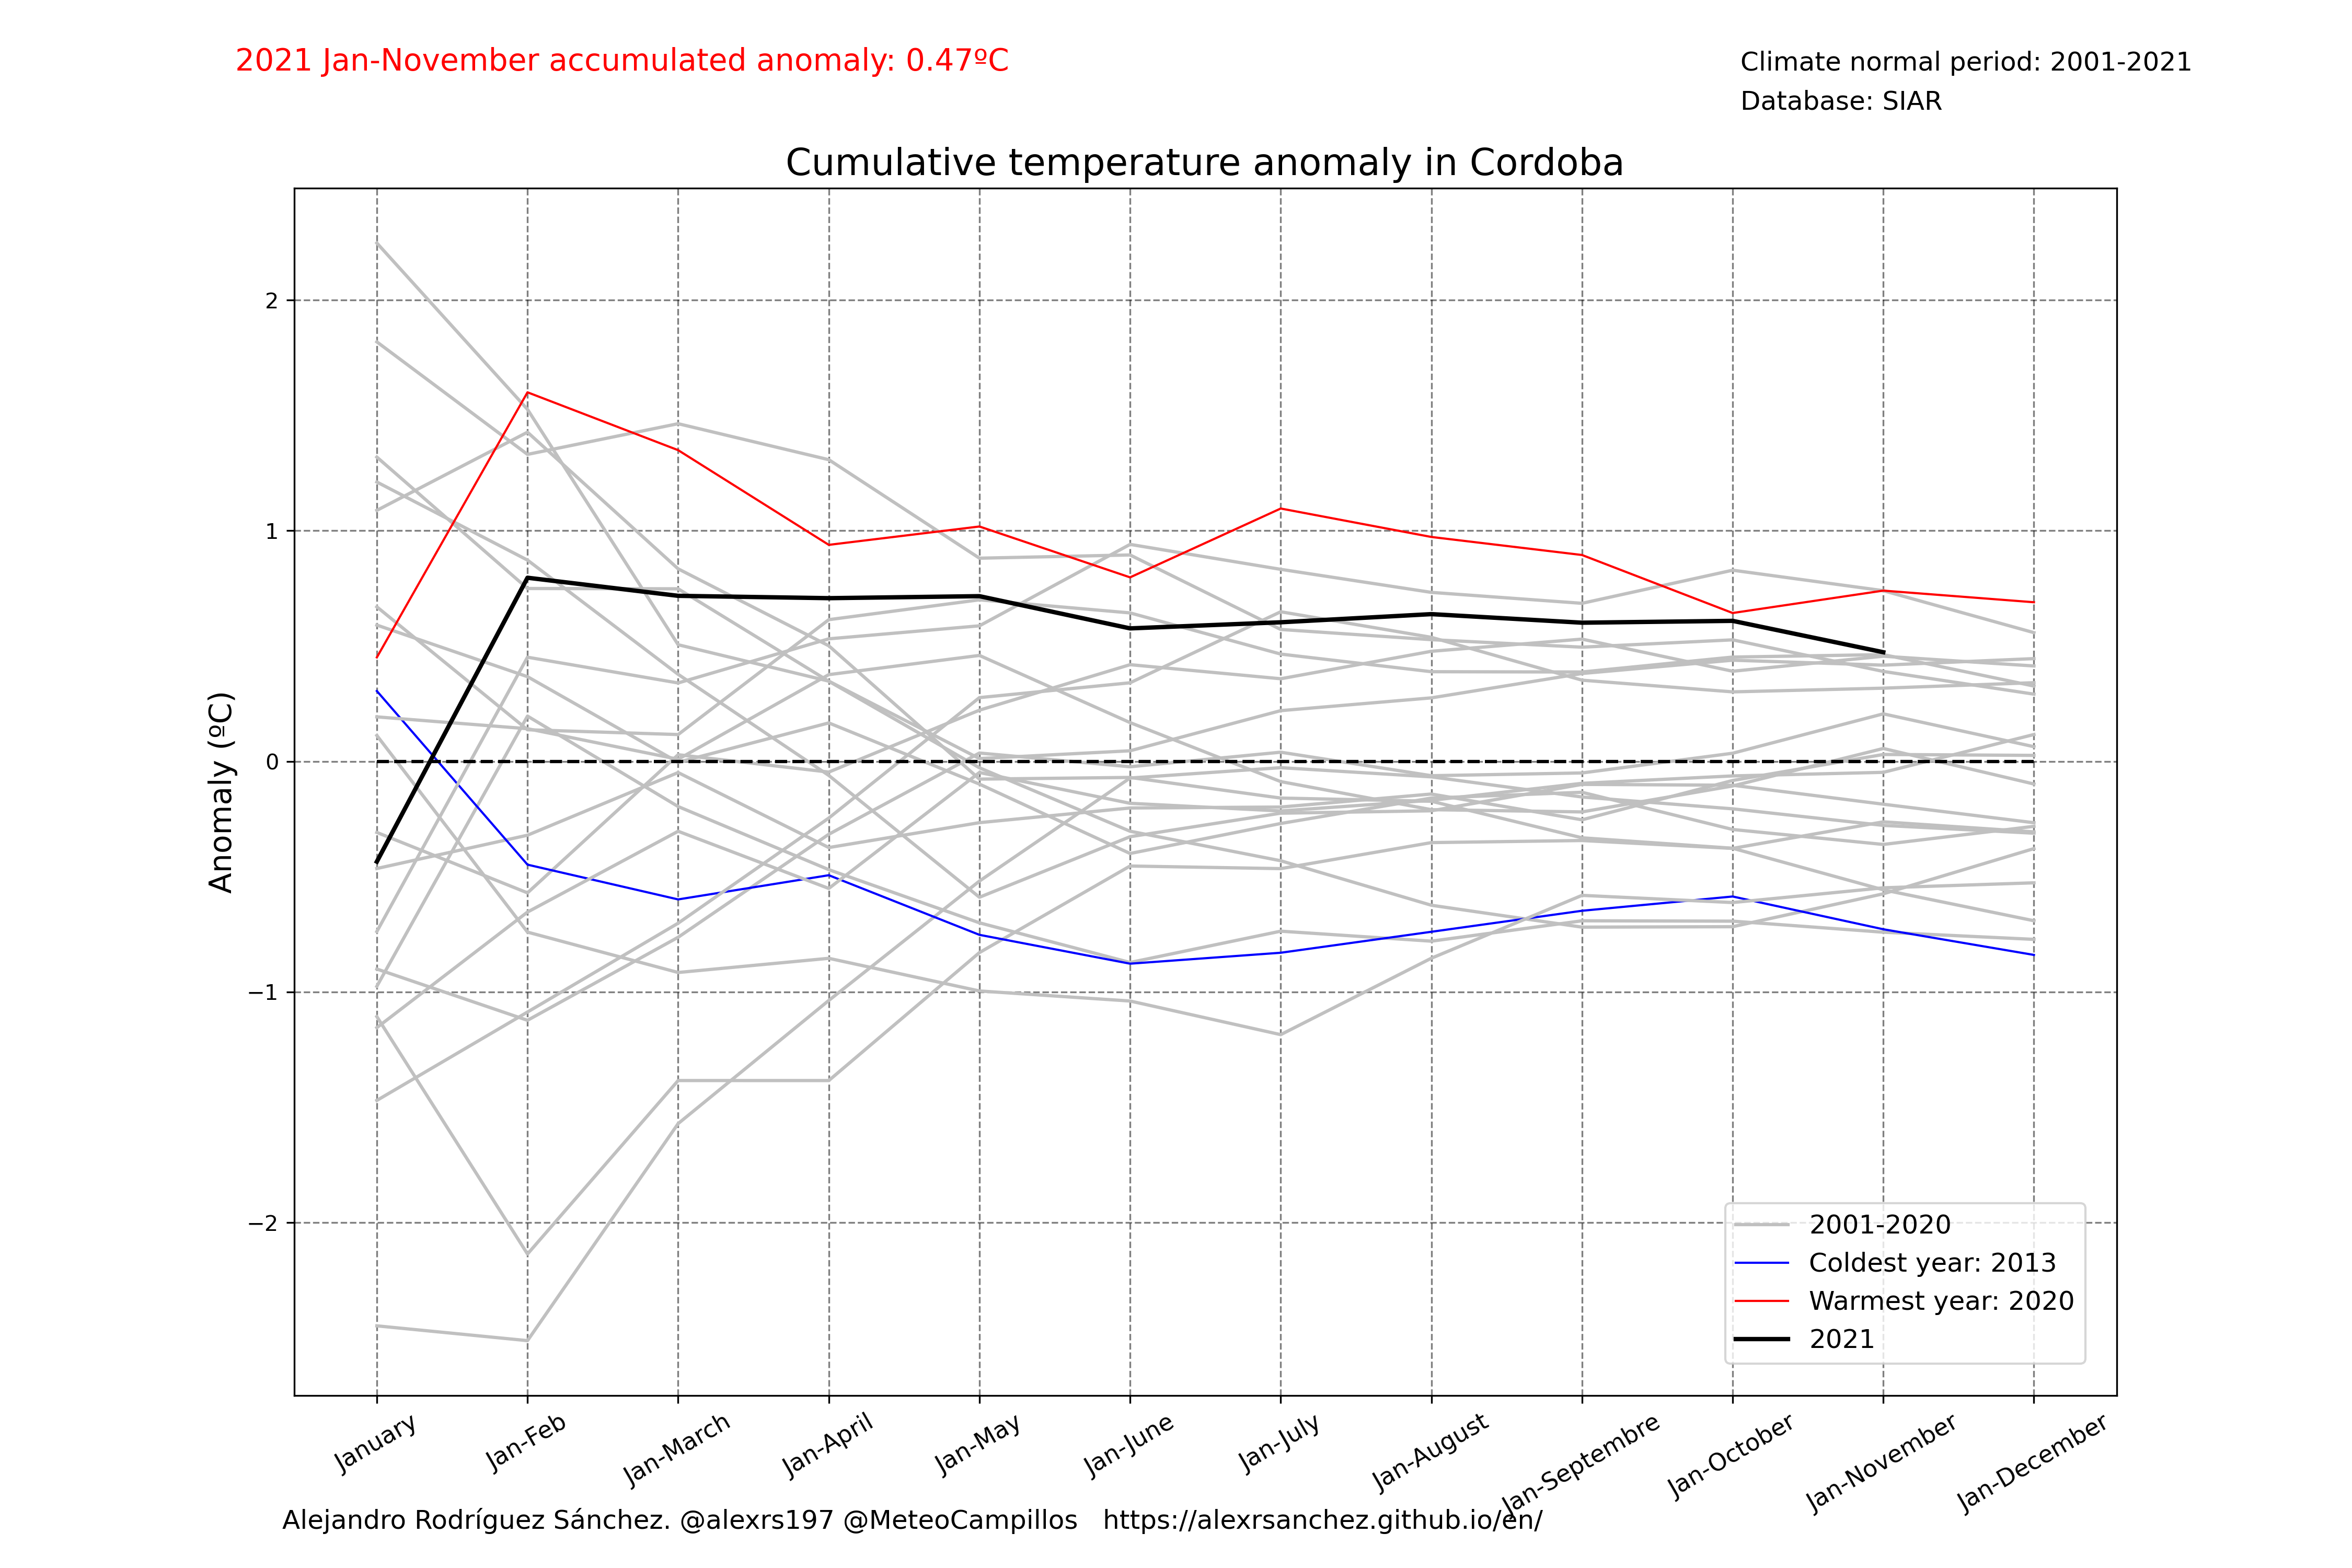 2021 Jan-November accumulated anomaly: 0.47ºC
Climate normal period: 2001-2021
Database: SIAR
Cumulative temperature anomaly in Cordoba
Anomaly (ºC)
2
1
0
−1
−2
2001-2020
Coldest year: 2013
Warmest year: 2020
2021
January
Jan-Feb
Jan-March
Jan-April
Jan-May
Jan-June
Jan-July
Jan-August
Jan-Septembre
Jan-October
Jan-November
Jan-December
Alejandro Rodríguez Sánchez. @alexrs197 @MeteoCampillos   https://alexrsanchez.github.io/en/